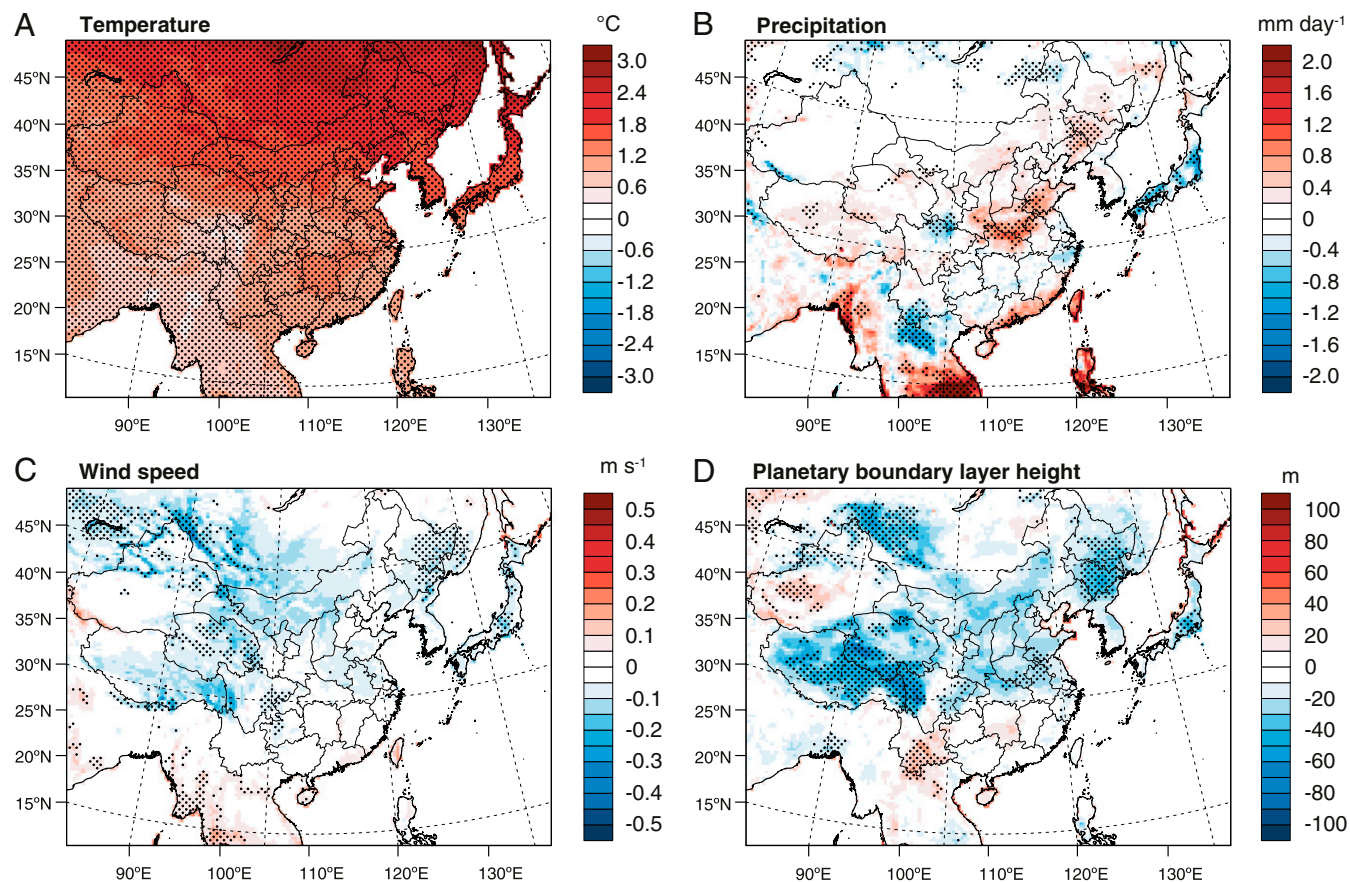 A Temperature °C
3.0
2.4
1.8
1.2
0.6
0
-0.6
-1.2
-1.8
-2.4
-3.0
45°N
40°N
35°N
30°N
25°N
20°N
15°N
90°E 100°E 110°E 120°E 130°E
B Precipitation mm day⁻¹
2.0
1.6
1.2
0.8
0.4
0
-0.4
-0.8
-1.2
-1.6
-2.0
45°N
40°N
35°N
30°N
25°N
20°N
15°N
90°E 100°E 110°E 120°E 130°E
C Wind speed m s⁻¹
0.5
0.4
0.3
0.2
0.1
0
-0.1
-0.2
-0.3
-0.4
-0.5
45°N
40°N
35°N
30°N
25°N
20°N
15°N
90°E 100°E 110°E 120°E 130°E
D Planetary boundary layer height m
100
80
60
40
20
0
-20
-40
-60
-80
-100
45°N
40°N
35°N
30°N
25°N
20°N
15°N
90°E 100°E 110°E 120°E 130°E